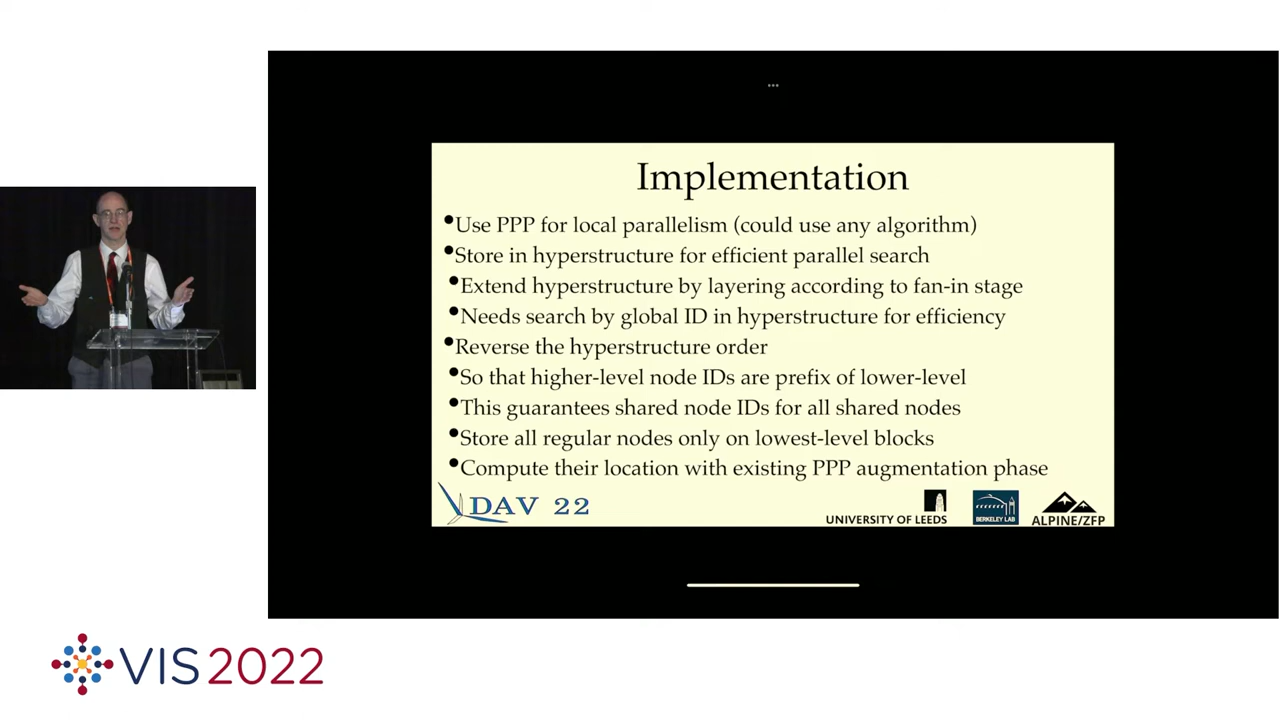 ...
Implementation
•Use PPP for local parallelism (could use any algorithm)
•Store in hyperstructure for efficient parallel search
•Extend hyperstructure by layering according to fan-in stage
•Needs search by global ID in hyperstructure for efficiency
•Reverse the hyperstructure order
•So that higher-level node IDs are prefix of lower-level
•This guarantees shared node IDs for all shared nodes
•Store all regular nodes only on lowest-level blocks
•Compute their location with existing PPP augmentation phase
LDAV 22
UNIVERSITY OF LEEDS
BERKELEY LAB
ALPINE/ZFP
VIS2022